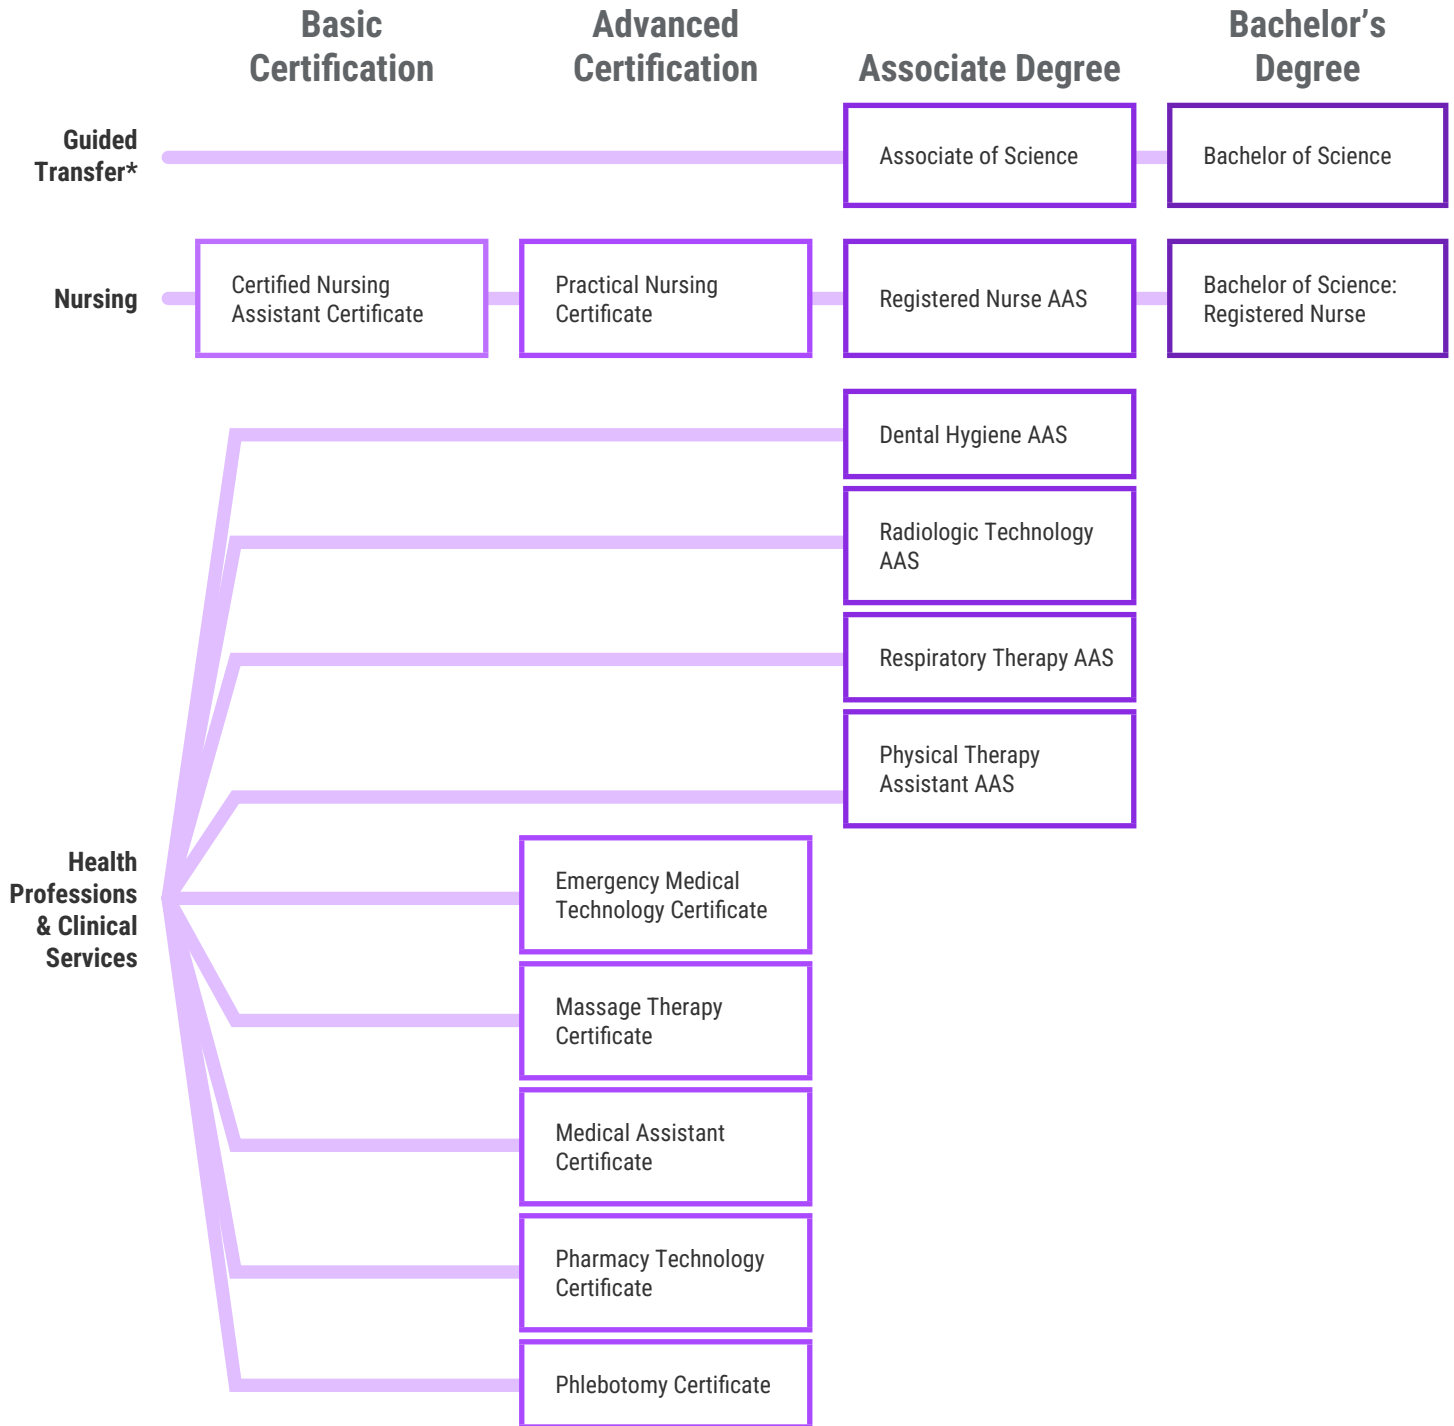 Basic
Certification
Advanced
Certification
Associate Degree
Bachelor’s
Degree
Guided
Transfer*
Associate of Science
Bachelor of Science
Nursing
Certified Nursing
Assistant Certificate
Practical Nursing
Certificate
Registered Nurse AAS
Bachelor of Science:
Registered Nurse
Health
Professions
& Clinical
Services
Dental Hygiene AAS
Radiologic Technology
AAS
Respiratory Therapy AAS
Physical Therapy
Assistant AAS
Emergency Medical
Technology Certificate
Massage Therapy
Certificate
Medical Assistant
Certificate
Pharmacy Technology
Certificate
Phlebotomy Certificate